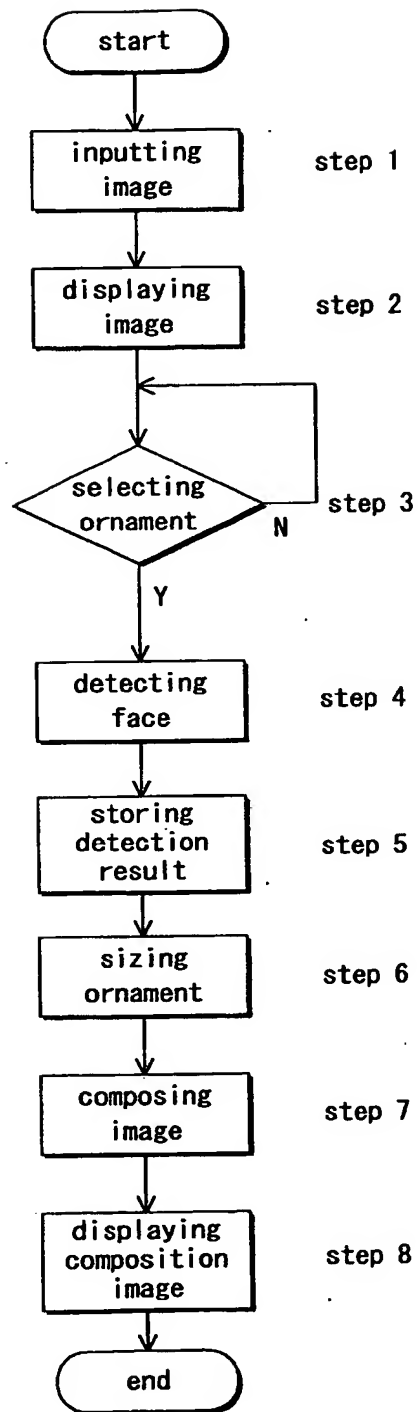 start
inputting
image
step 1
displaying
image
step 2
selecting
ornament
step 3
N
Y
detecting
face
step 4
storing
detection
result
step 5
sizing
ornament
step 6
composing
image
step 7
displaying
composition
image
step 8
end